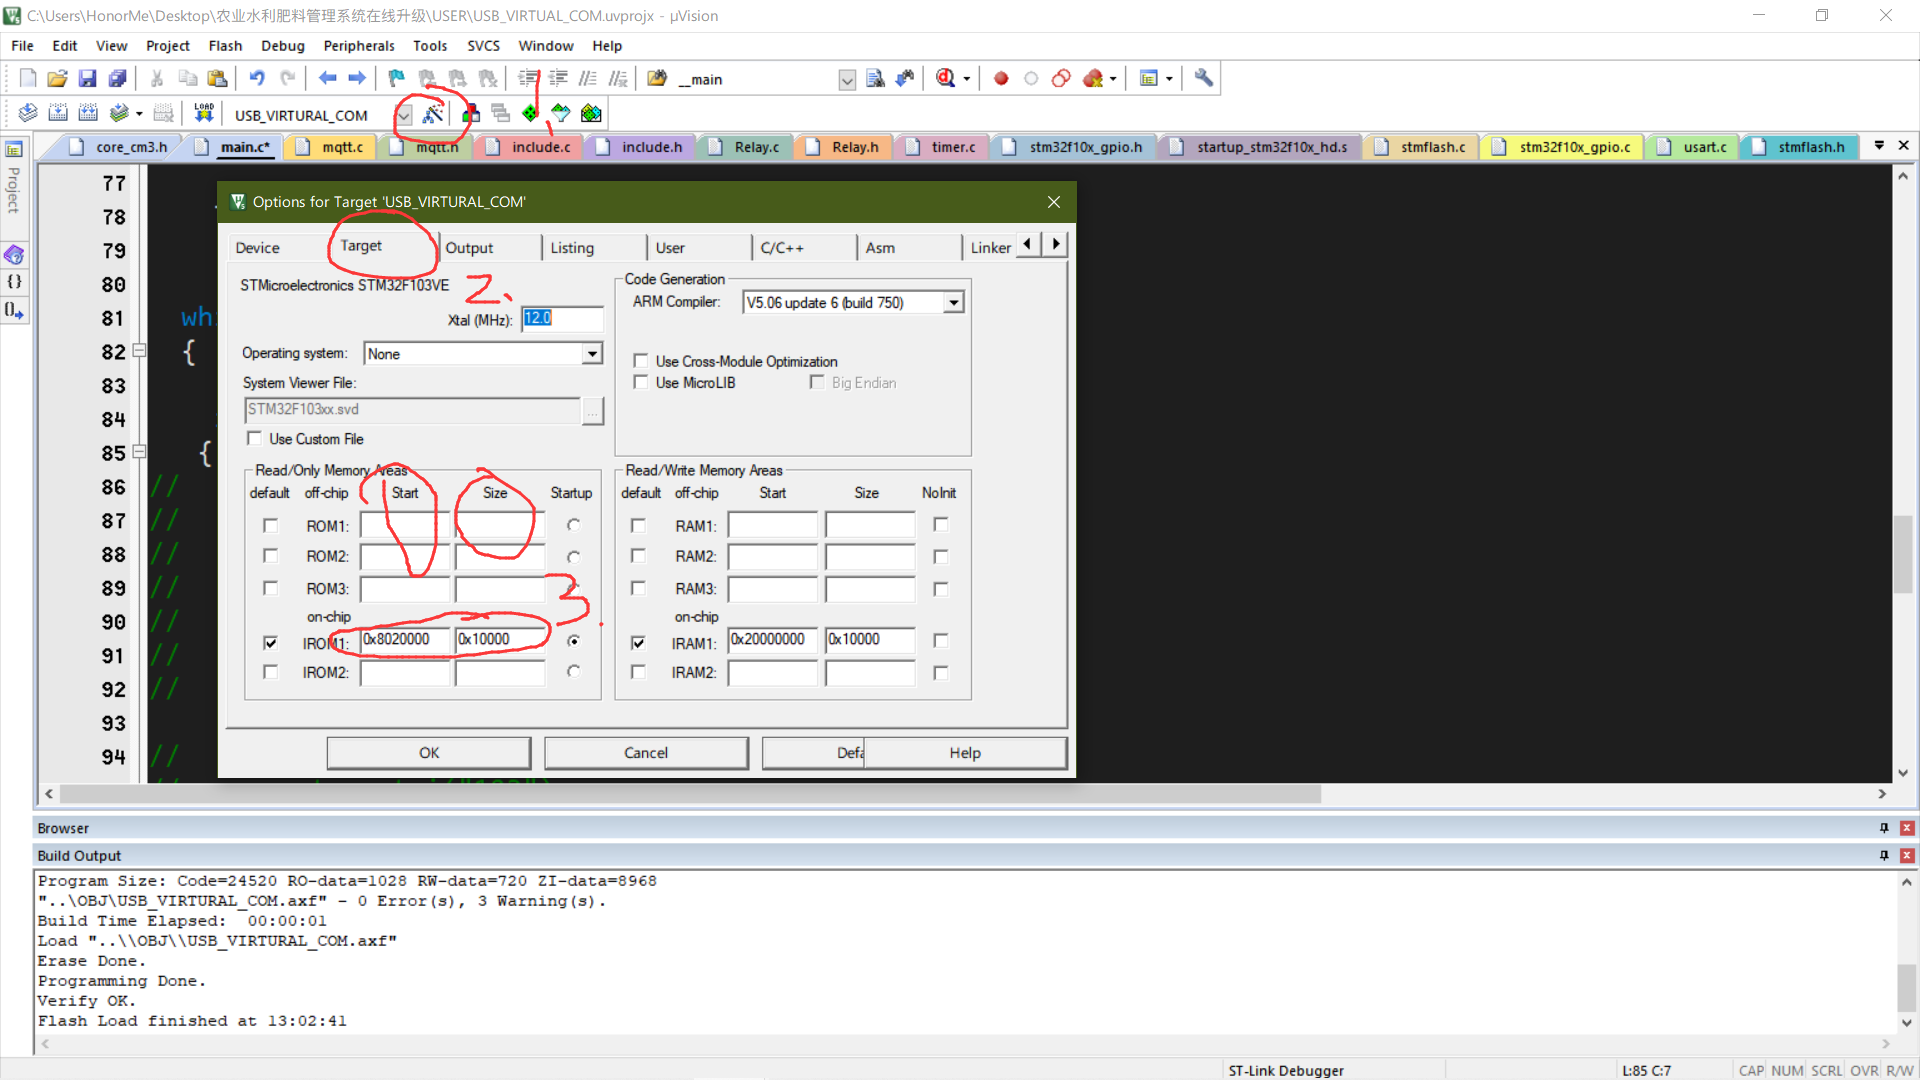 C:\Users\HonorMe\Desktop\农业水利肥料管理系统在线升级\USER\USB_VIRTUAL_COM.uvprojx - µVision
File Edit View Project Flash Debug Peripherals Tools SVCS Window Help
__main
LOAD USB_VIRTURAL_COM
1、
core_cm3.h main.c* mqtt.c mqtt.h include.c include.h Relay.c Relay.h timer.c stm32f10x_gpio.h startup_stm32f10x_hd.s stmflash.c stm32f10x_gpio.c usart.c stmflash.h
Project
77
78
79
80
81 wh
82 {
83
84
85 {
86 //
87 //
88 //
89 //
90 //
91 //
92 //
93
94 //
Options for Target 'USB_VIRTURAL_COM'
Device Target Output Listing User C/C++ Asm Linker
STMicroelectronics STM32F103VE
2、
Xtal (MHz): 12.0
Operating system: None
System Viewer File:
STM32F103xx.svd ...
Use Custom File
Code Generation
ARM Compiler: V5.06 update 6 (build 750)
Use Cross-Module Optimization
Use MicroLIB Big Endian
Read/Only Memory Areas
default off-chip Start Size Startup
ROM1:
ROM2:
ROM3:
on-chip
IROM1: 0x8020000 0x10000
IROM2:
3.
Read/Write Memory Areas
default off-chip Start Size NoInit
RAM1:
RAM2:
RAM3:
on-chip
IRAM1: 0x20000000 0x10000
IRAM2:
OK Cancel Defa Help
Browser
Build Output
Program Size: Code=24520 RO-data=1028 RW-data=720 ZI-data=8968
"..\OBJ\USB_VIRTURAL_COM.axf" - 0 Error(s), 3 Warning(s).
Build Time Elapsed:  00:00:01
Load "..\\OBJ\\USB_VIRTURAL_COM.axf"
Erase Done.
Programming Done.
Verify OK.
Flash Load finished at 13:02:41
ST-Link Debugger L:85 C:7 CAP NUM SCRL OVR R/W